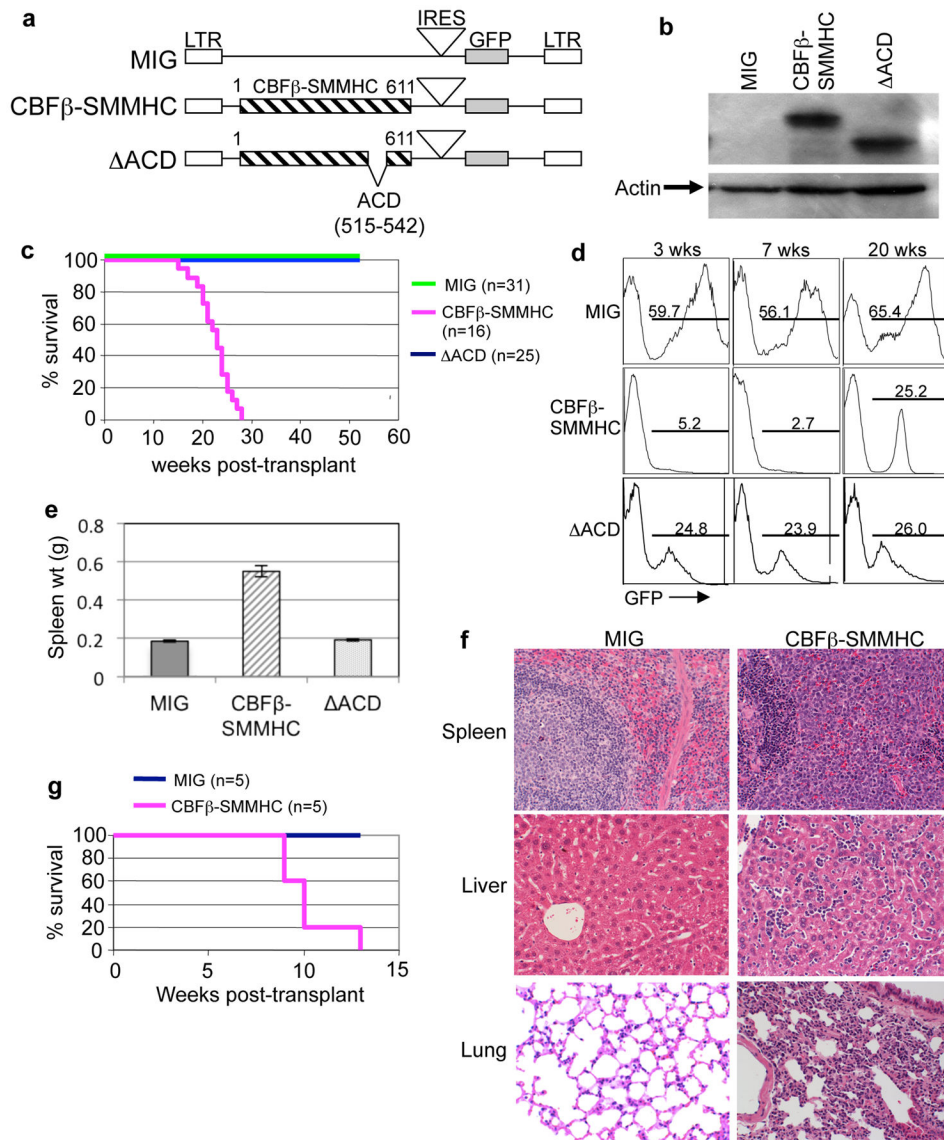 a
IRES
LTR
GFP
LTR
MIG
1
CBFβ-SMMHC
611
CBFβ-SMMHC
1
611
ΔACD
ACD
(515-542)
b
MIG
CBFβ-
SMMHC
ΔACD
Actin
c
100
80
60
40
20
0
% survival
0
10
20
30
40
50
60
weeks post-transplant
MIG (n=31)
CBFβ-SMMHC
(n=16)
ΔACD (n=25)
d
3 wks
7 wks
20 wks
MIG
59.7
56.1
65.4
CBFβ-
SMMHC
5.2
2.7
25.2
ΔACD
24.8
23.9
26.0
GFP
e
0.8
0.6
0.4
0.2
0
Spleen wt (g)
MIG
CBFβ-
SMMHC
ΔACD
f
MIG
CBFβ-SMMHC
Spleen
Liver
Lung
g
MIG (n=5)
CBFβ-SMMHC (n=5)
100
80
60
40
20
0
% survival
0
5
10
15
Weeks post-transplant